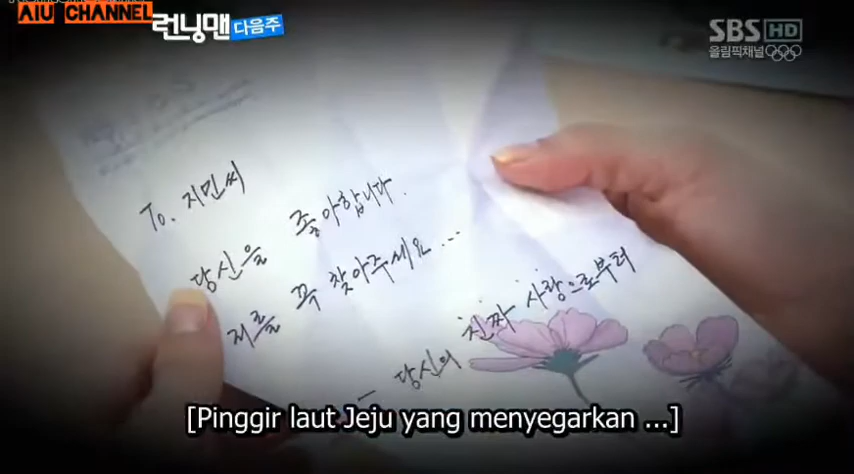 AIU CHANNEL
런닝맨 다음주
SBS HD
올림픽채널
To. 지민씨
당신을 좋아합니다.
저를 꼭 찾아주세요...
- 당신의 진짜 사랑으로부터
[Pinggir laut Jeju yang menyegarkan ...]